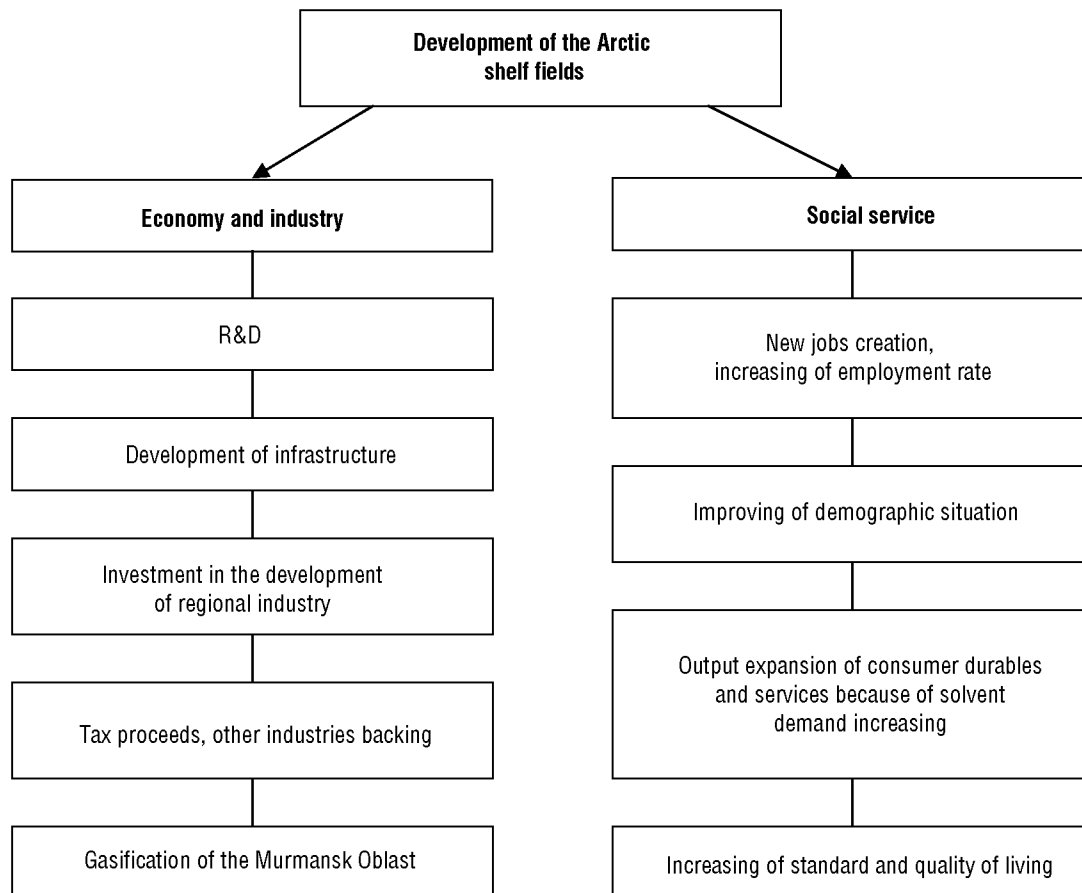 Development of the Arctic
shelf fields
Economy and industry
R&D
Development of infrastructure
Investment in the development
of regional industry
Tax proceeds, other industries backing
Gasification of the Murmansk Oblast
Social service
New jobs creation,
increasing of employment rate
Improving of demographic situation
Output expansion of consumer durables
and services because of solvent
demand increasing
Increasing of standard and quality of living